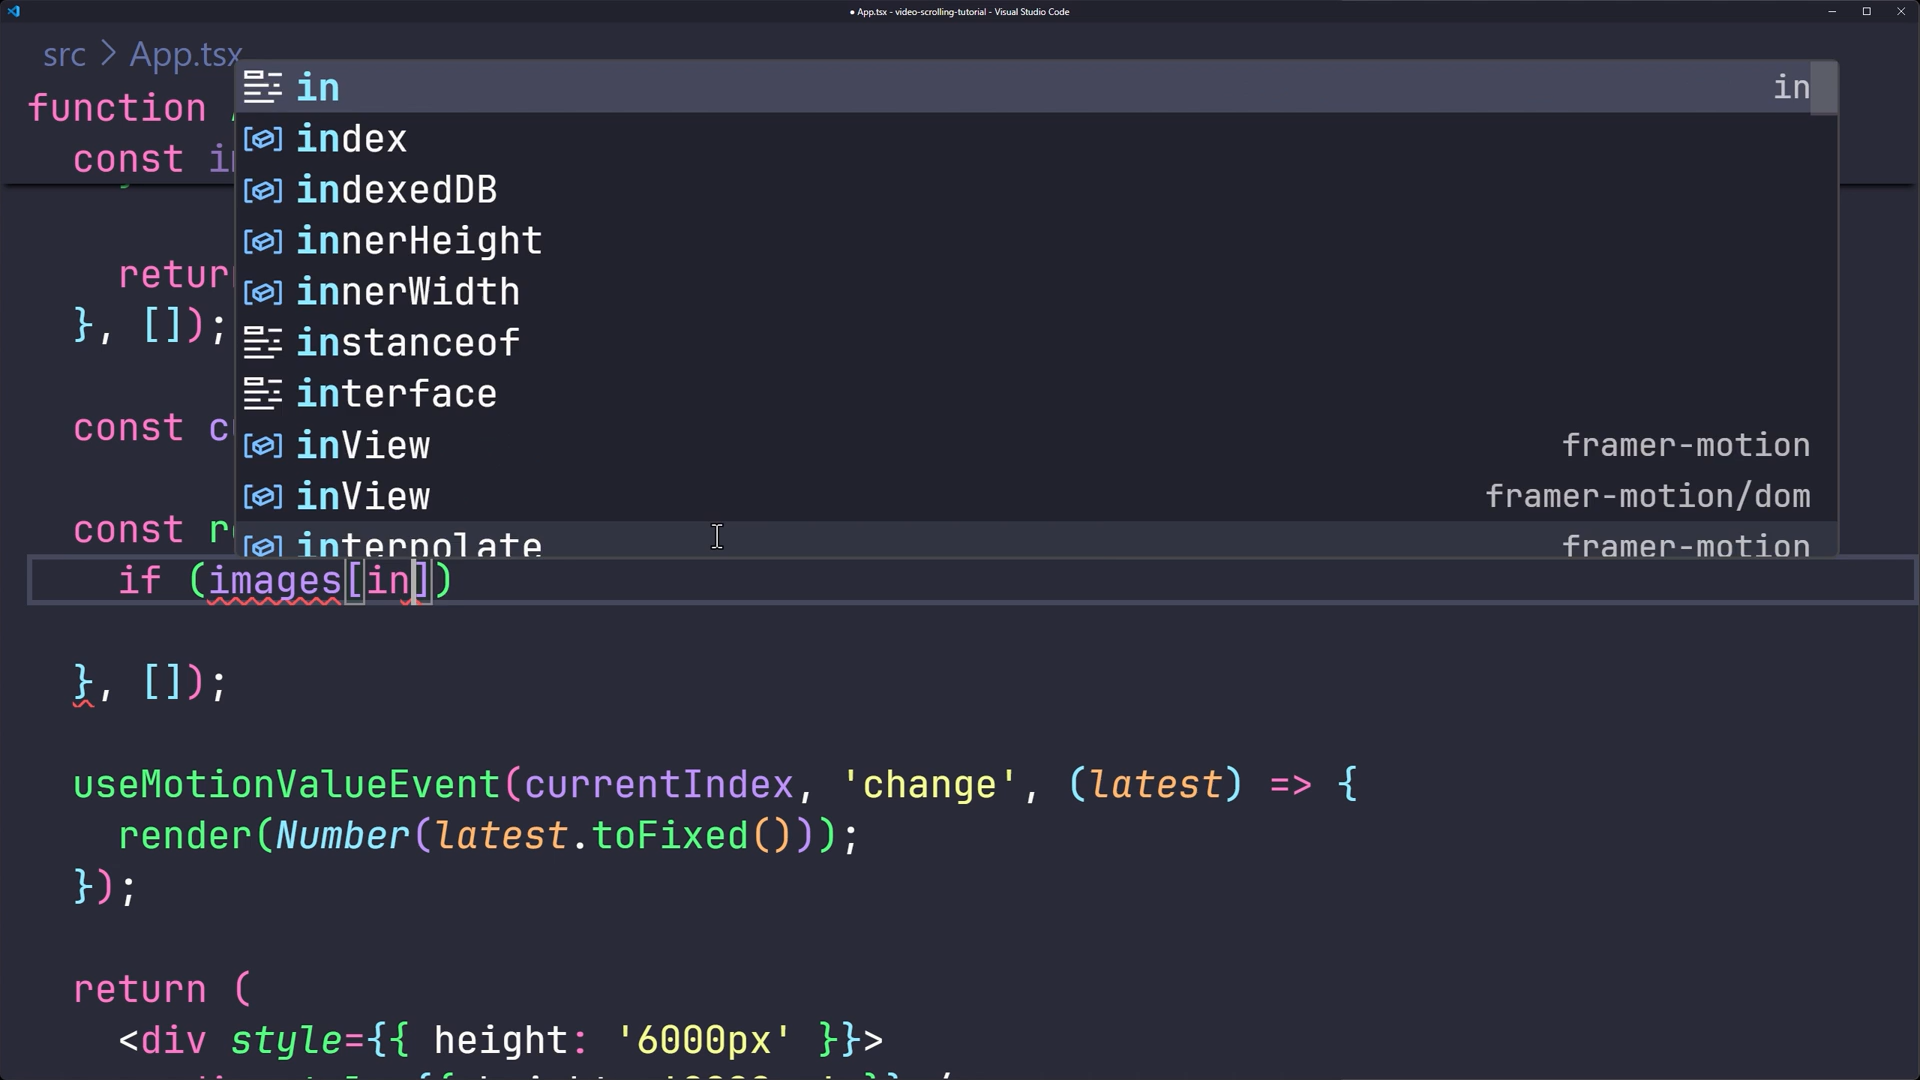 ● App.tsx - video-scrolling-tutorial - Visual Studio Code
src > App.tsx
function
const
in in
index
indexedDB
innerHeight
innerWidth
instanceof
interface
inView framer-motion
inView framer-motion/dom
interpolate framer-motion
return
}, []);
const
const
if (images[in])
}, []);
useMotionValueEvent(currentIndex, 'change', (latest) => {
render(Number(latest.toFixed()));
});
return (
<div style={{ height: '6000px' }}>